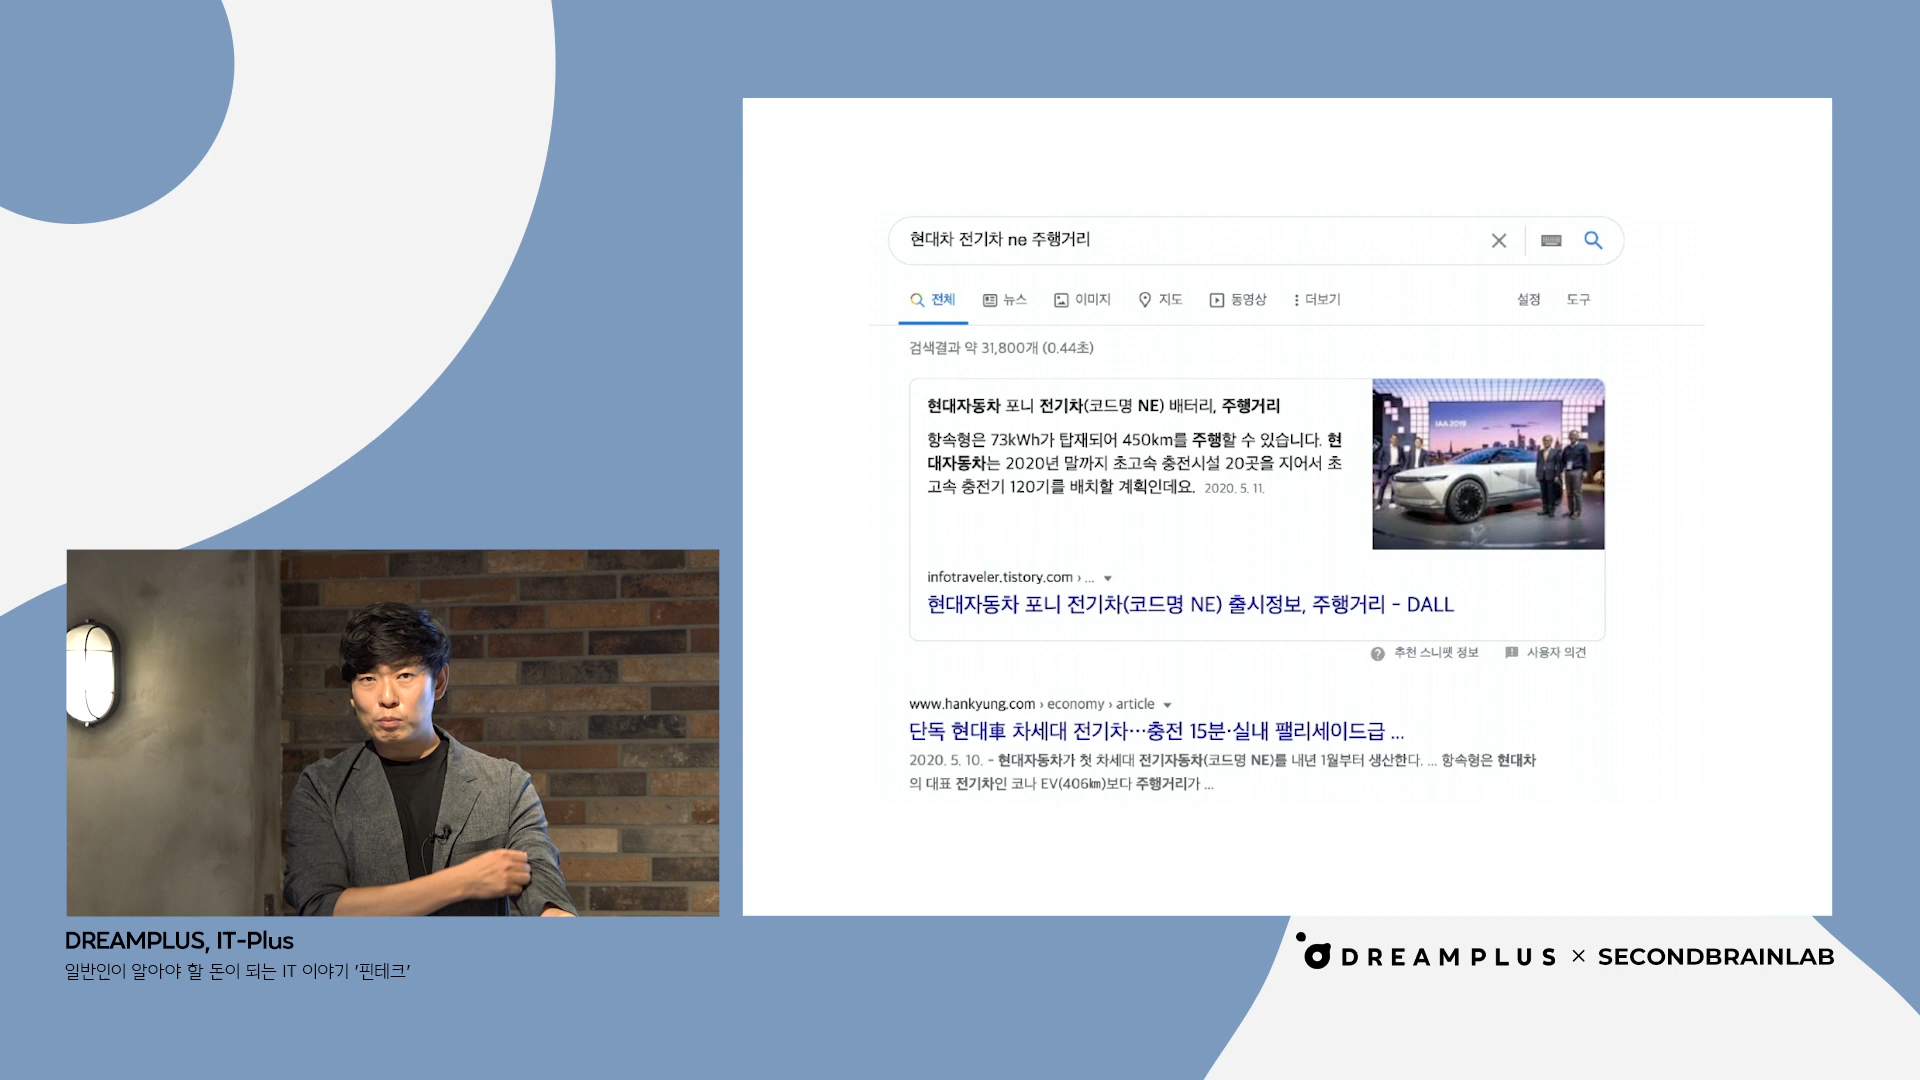 현대차 전기차 ne 주행거리
전체 뉴스 이미지 지도 동영상 더보기 설정 도구
검색결과 약 31,800개 (0.44초)
현대자동차 포니 전기차(코드명 NE) 배터리, 주행거리
항속형은 73kWh가 탑재되어 450km를 주행할 수 있습니다. 현
대자동차는 2020년 말까지 초고속 충전시설 20곳을 지어서 초
고속 충전기 120기를 배치할 계획인데요. 2020. 5. 11.
IAA 2019
infotraveler.tistory.com › ...
현대자동차 포니 전기차(코드명 NE) 출시정보, 주행거리 - DALL
추천 스니펫 정보 사용자 의견
www.hankyung.com › economy › article
단독 현대車 차세대 전기차…충전 15분·실내 팰리세이드급 ...
2020. 5. 10. - 현대자동차가 첫 차세대 전기자동차(코드명 NE)를 내년 1월부터 생산한다. ... 항속형은 현대차
의 대표 전기차인 코나 EV(406㎞)보다 주행거리가 ...
DREAMPLUS, IT-Plus
일반인이 알아야 할 돈이 되는 IT 이야기 '핀테크'
DREAMPLUS × SECONDBRAINLAB